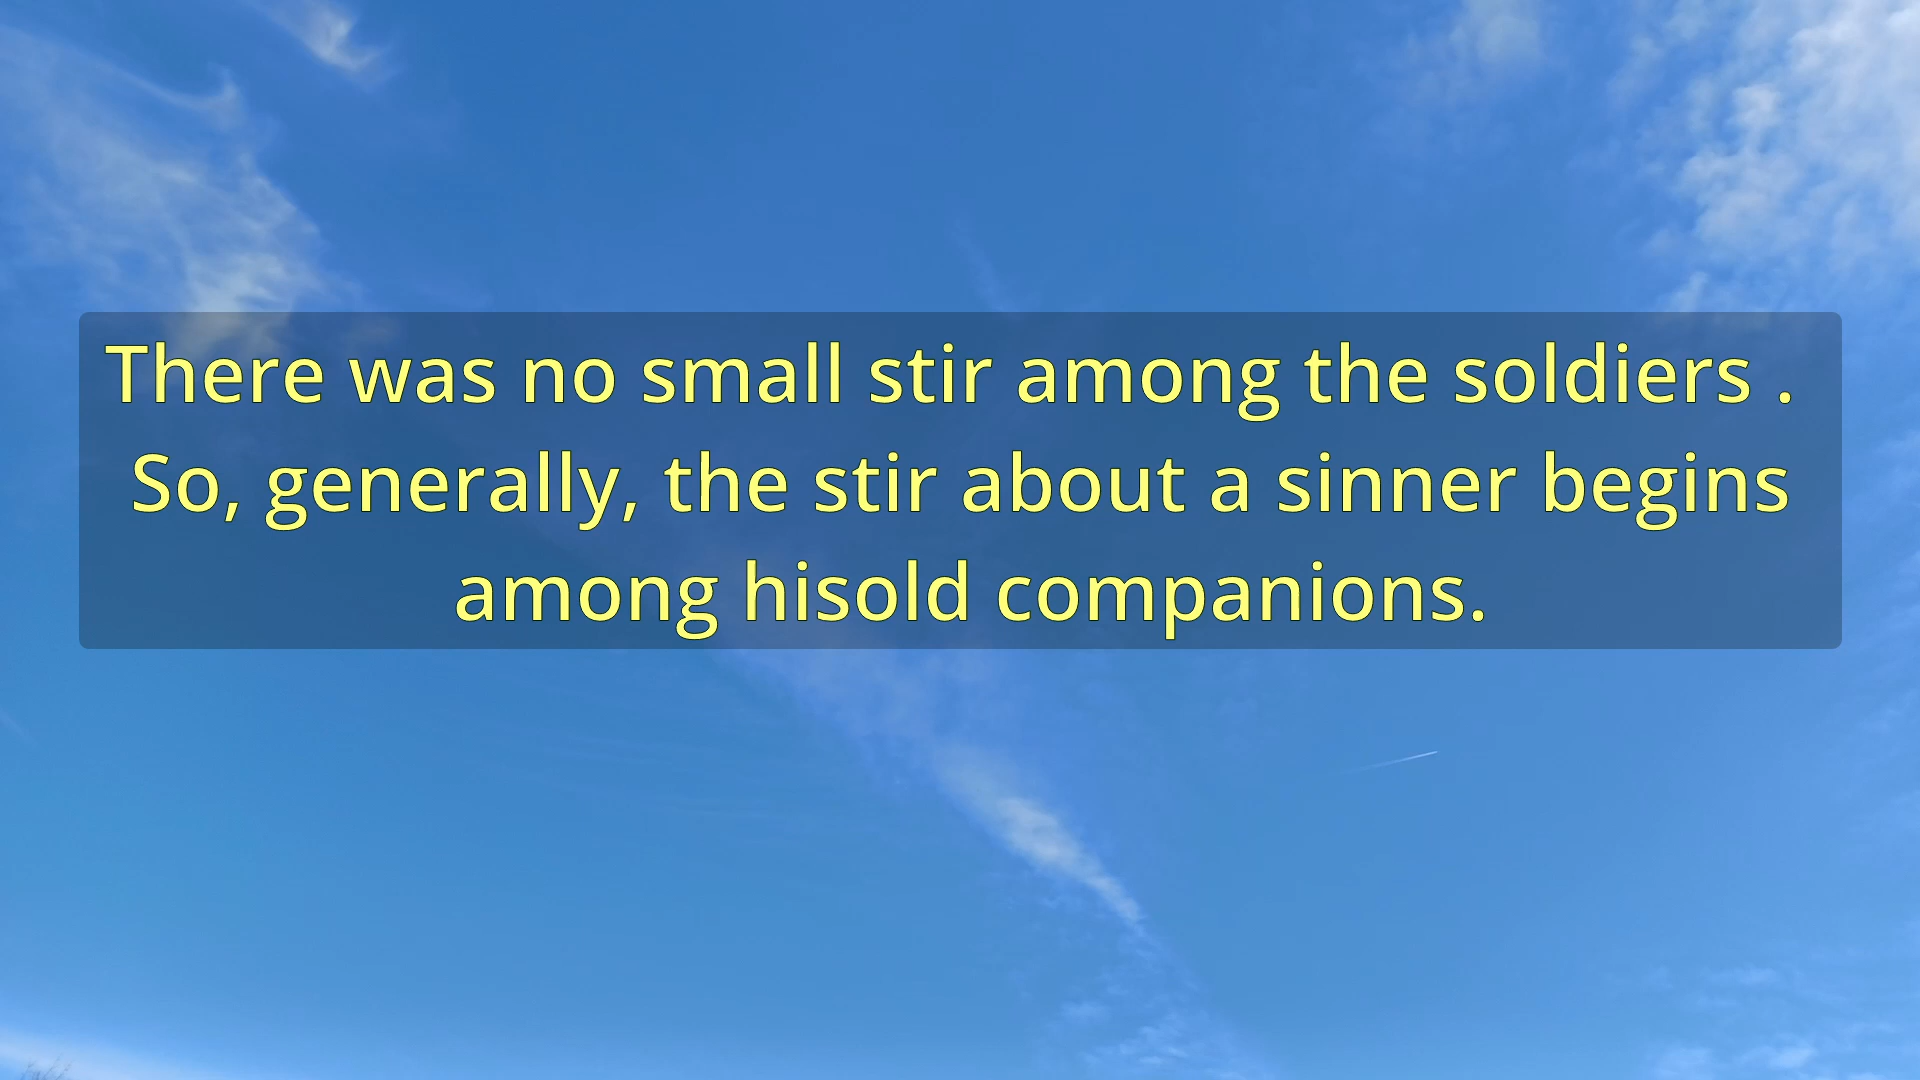 There was no small stir among the soldiers .
So, generally, the stir about a sinner begins
among hisold companions.